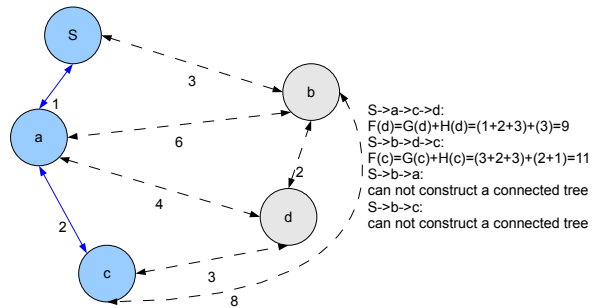 S
3
b
1
a
6
S->a->c->d:
F(d)=G(d)+H(d)=(1+2+3)+(3)=9
S->b->d->c:
F(c)=G(c)+H(c)=(3+2+3)+(2+1)=11
S->b->a:
can not construct a connected tree
S->b->c:
can not construct a connected tree
2
4
d
2
c
3
8